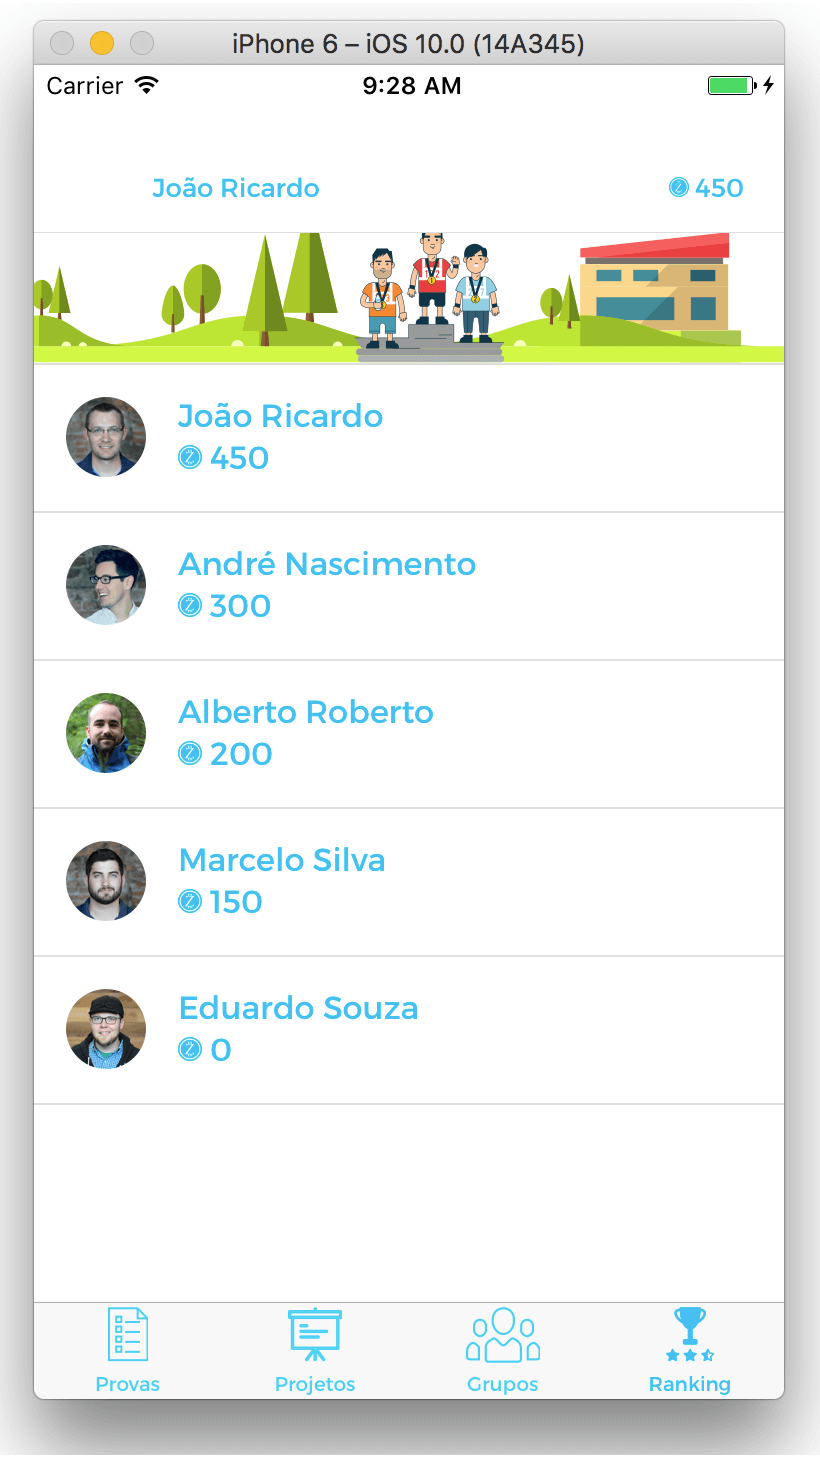 iPhone 6 – iOS 10.0 (14A345)
Carrier 9:28 AM
João Ricardo 450
João Ricardo
450
André Nascimento
300
Alberto Roberto
200
Marcelo Silva
150
Eduardo Souza
0
Provas Projetos Grupos Ranking